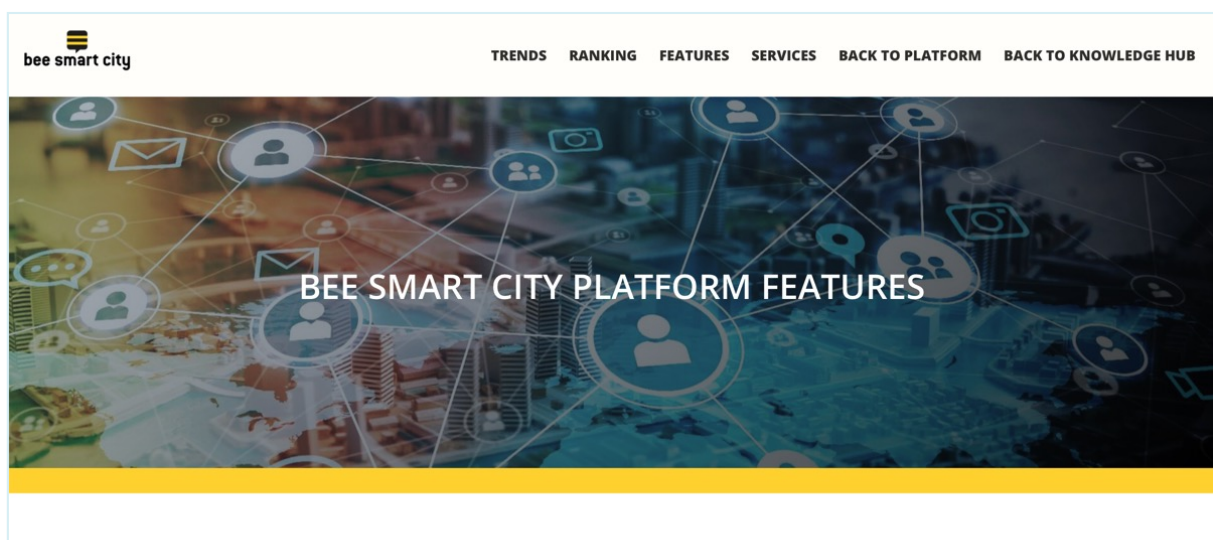 bee smart city
TRENDS RANKING FEATURES SERVICES BACK TO PLATFORM BACK TO KNOWLEDGE HUB
BEE SMART CITY PLATFORM FEATURES